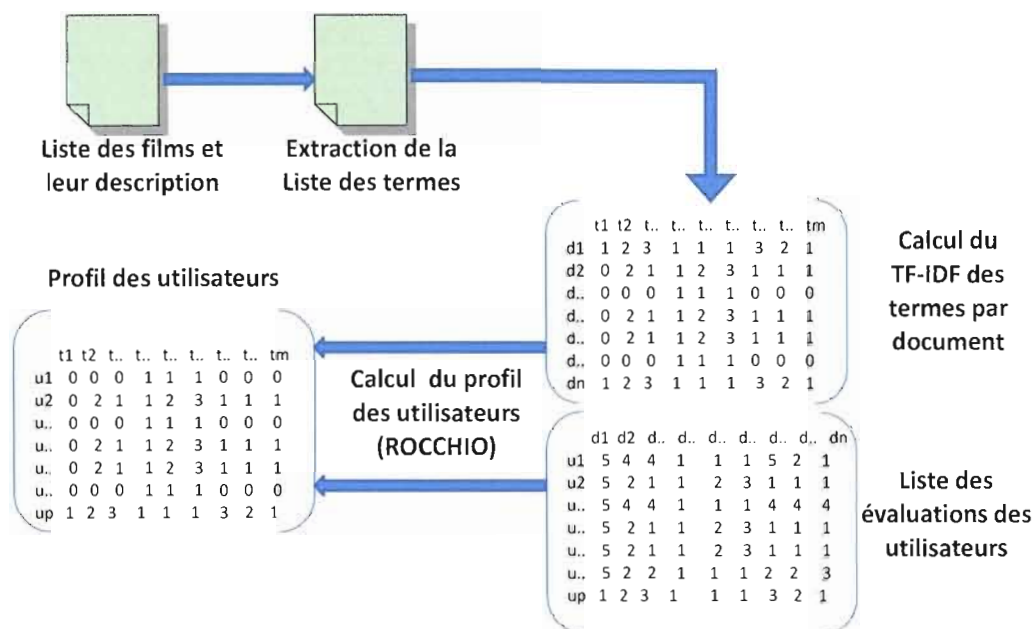 Liste des films et
leur description
Extraction de la
Liste des termes
t1 t2 t.. t.. t.. t.. t.. t.. tm
d1 1 2 3 1 1 1 3 2 1
d2 0 2 1 1 2 3 1 1 1
d.. 0 0 0 1 1 1 0 0 0
d.. 0 2 1 1 2 3 1 1 1
d.. 0 2 1 1 2 3 1 1 1
d.. 0 0 0 1 1 1 0 0 0
dn 1 2 3 1 1 1 3 2 1
Calcul du
TF-IDF des
termes par
document
Profil des utilisateurs
t1 t2 t.. t.. t.. t.. t.. t.. tm
u1 0 0 0 1 1 1 0 0 0
u2 0 2 1 1 2 3 1 1 1
u.. 0 0 0 1 1 1 0 0 0
u.. 0 2 1 1 2 3 1 1 1
u.. 0 2 1 1 2 3 1 1 1
u.. 0 0 0 1 1 1 0 0 0
up 1 2 3 1 1 1 3 2 1
Calcul du profil
des utilisateurs
(ROCCHIO)
d1 d2 d.. d.. d.. d.. d.. d.. dn
u1 5 4 4 1 1 1 5 2 1
u2 5 2 1 1 2 3 1 1 1
u.. 5 4 4 1 1 1 4 4 4
u.. 5 2 1 1 2 3 1 1 1
u.. 5 2 1 1 2 3 1 1 1
u.. 5 2 2 1 1 1 2 2 3
up 1 2 3 1 1 1 3 2 1
Liste des
évaluations des
utilisateurs